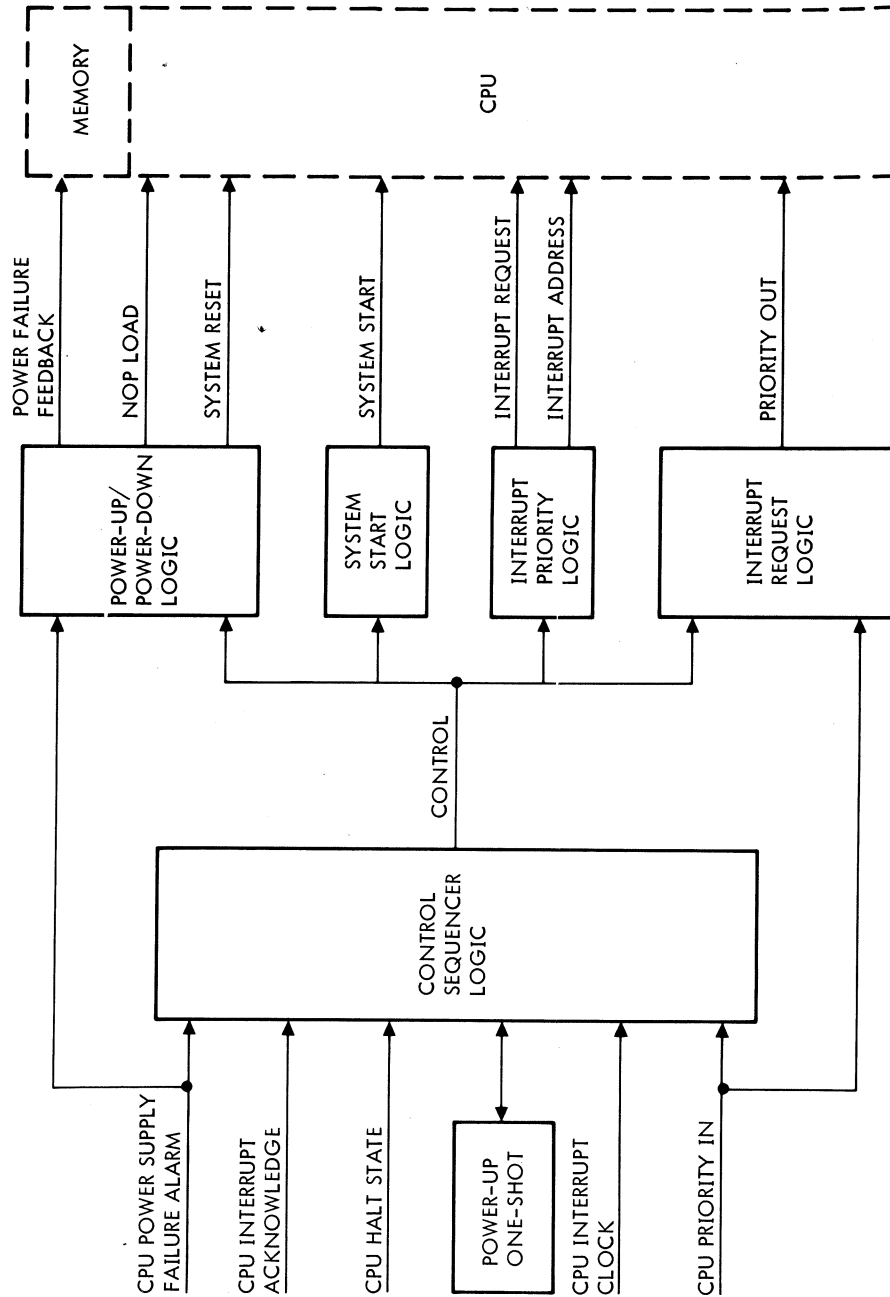 CPU POWER SUPPLY
FAILURE ALARM
CPU INTERRUPT
ACKNOWLEDGE
CPU HALT STATE
POWER-UP
ONE-SHOT
CPU INTERRUPT
CLOCK
CPU PRIORITY IN
CONTROL
SEQUENCER
LOGIC
CONTROL
POWER-UP/
POWER-DOWN
LOGIC
SYSTEM
START
LOGIC
INTERRUPT
PRIORITY
LOGIC
INTERRUPT
REQUEST
LOGIC
POWER FAILURE
FEEDBACK
NOP LOAD
SYSTEM RESET
SYSTEM START
INTERRUPT REQUEST
INTERRUPT ADDRESS
PRIORITY OUT
MEMORY
CPU